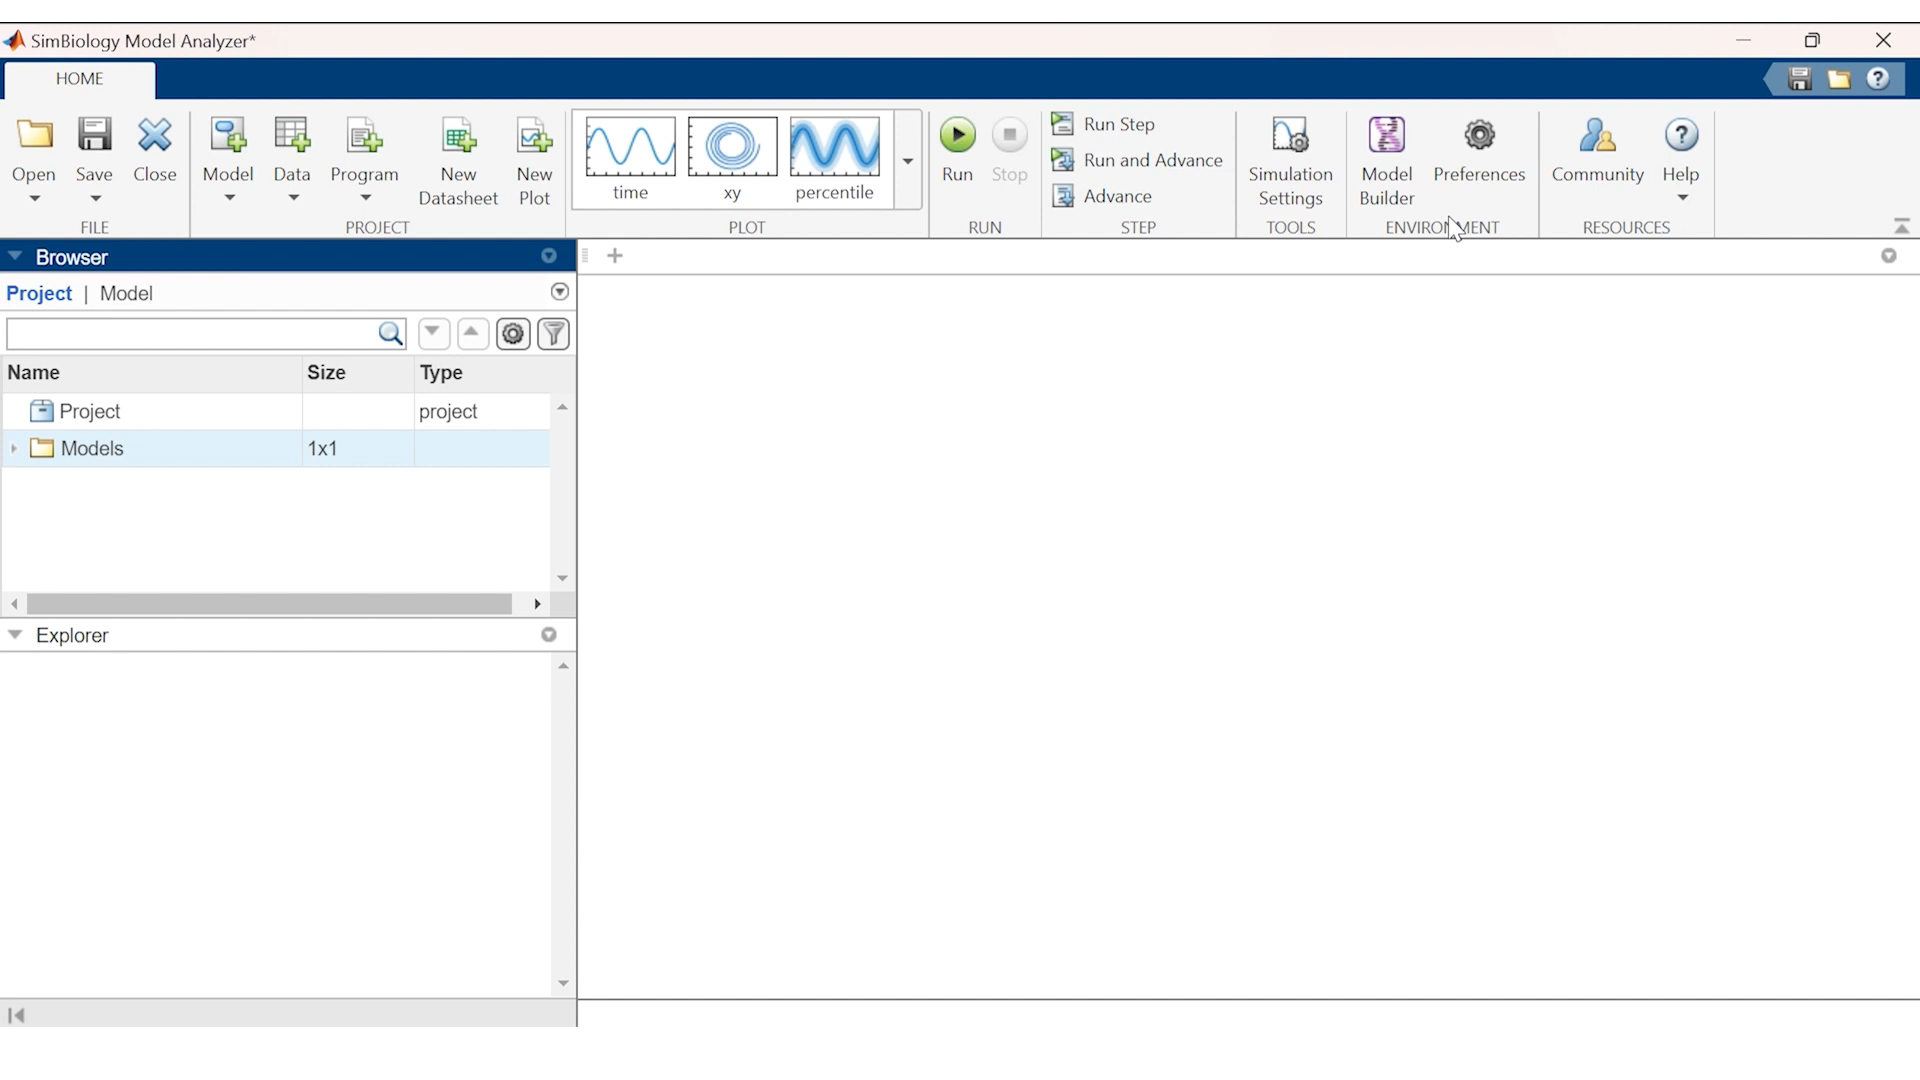 SimBiology Model Analyzer*
HOME
Open
Save
Close
FILE
Model
Data
Program
New
Datasheet
New
Plot
PROJECT
time
xy
percentile
PLOT
Run
Stop
RUN
Run Step
Run and Advance
Advance
STEP
Simulation
Settings
TOOLS
Model
Builder
Preferences
ENVIRONMENT
Community
Help
RESOURCES
Browser
Project | Model
Name Size Type
Project project
Models 1x1
Explorer